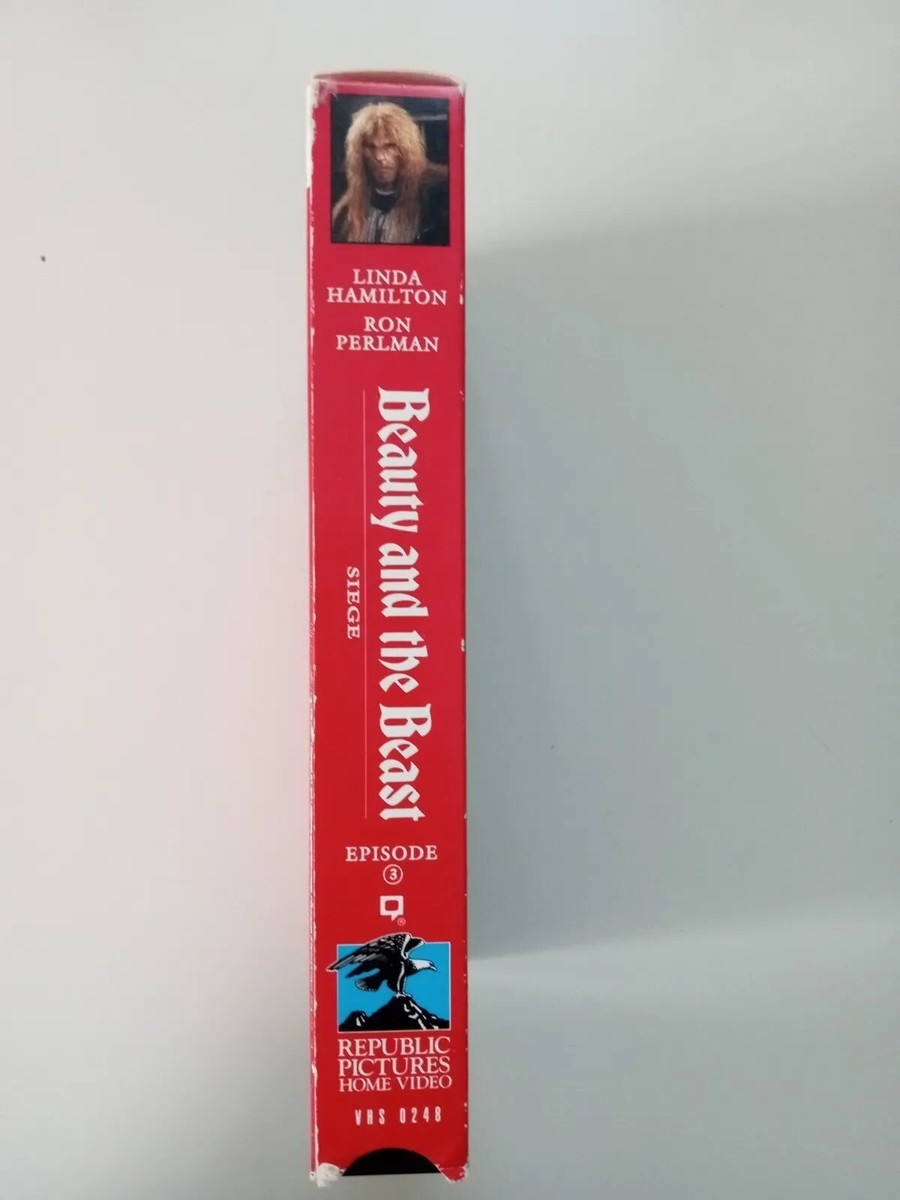 LINDA
HAMILTON
RON
PERLMAN
Beauty and the Beast
SIEGE
EPISODE
3
®
REPUBLIC
PICTURES
HOME VIDEO
VHS 0248